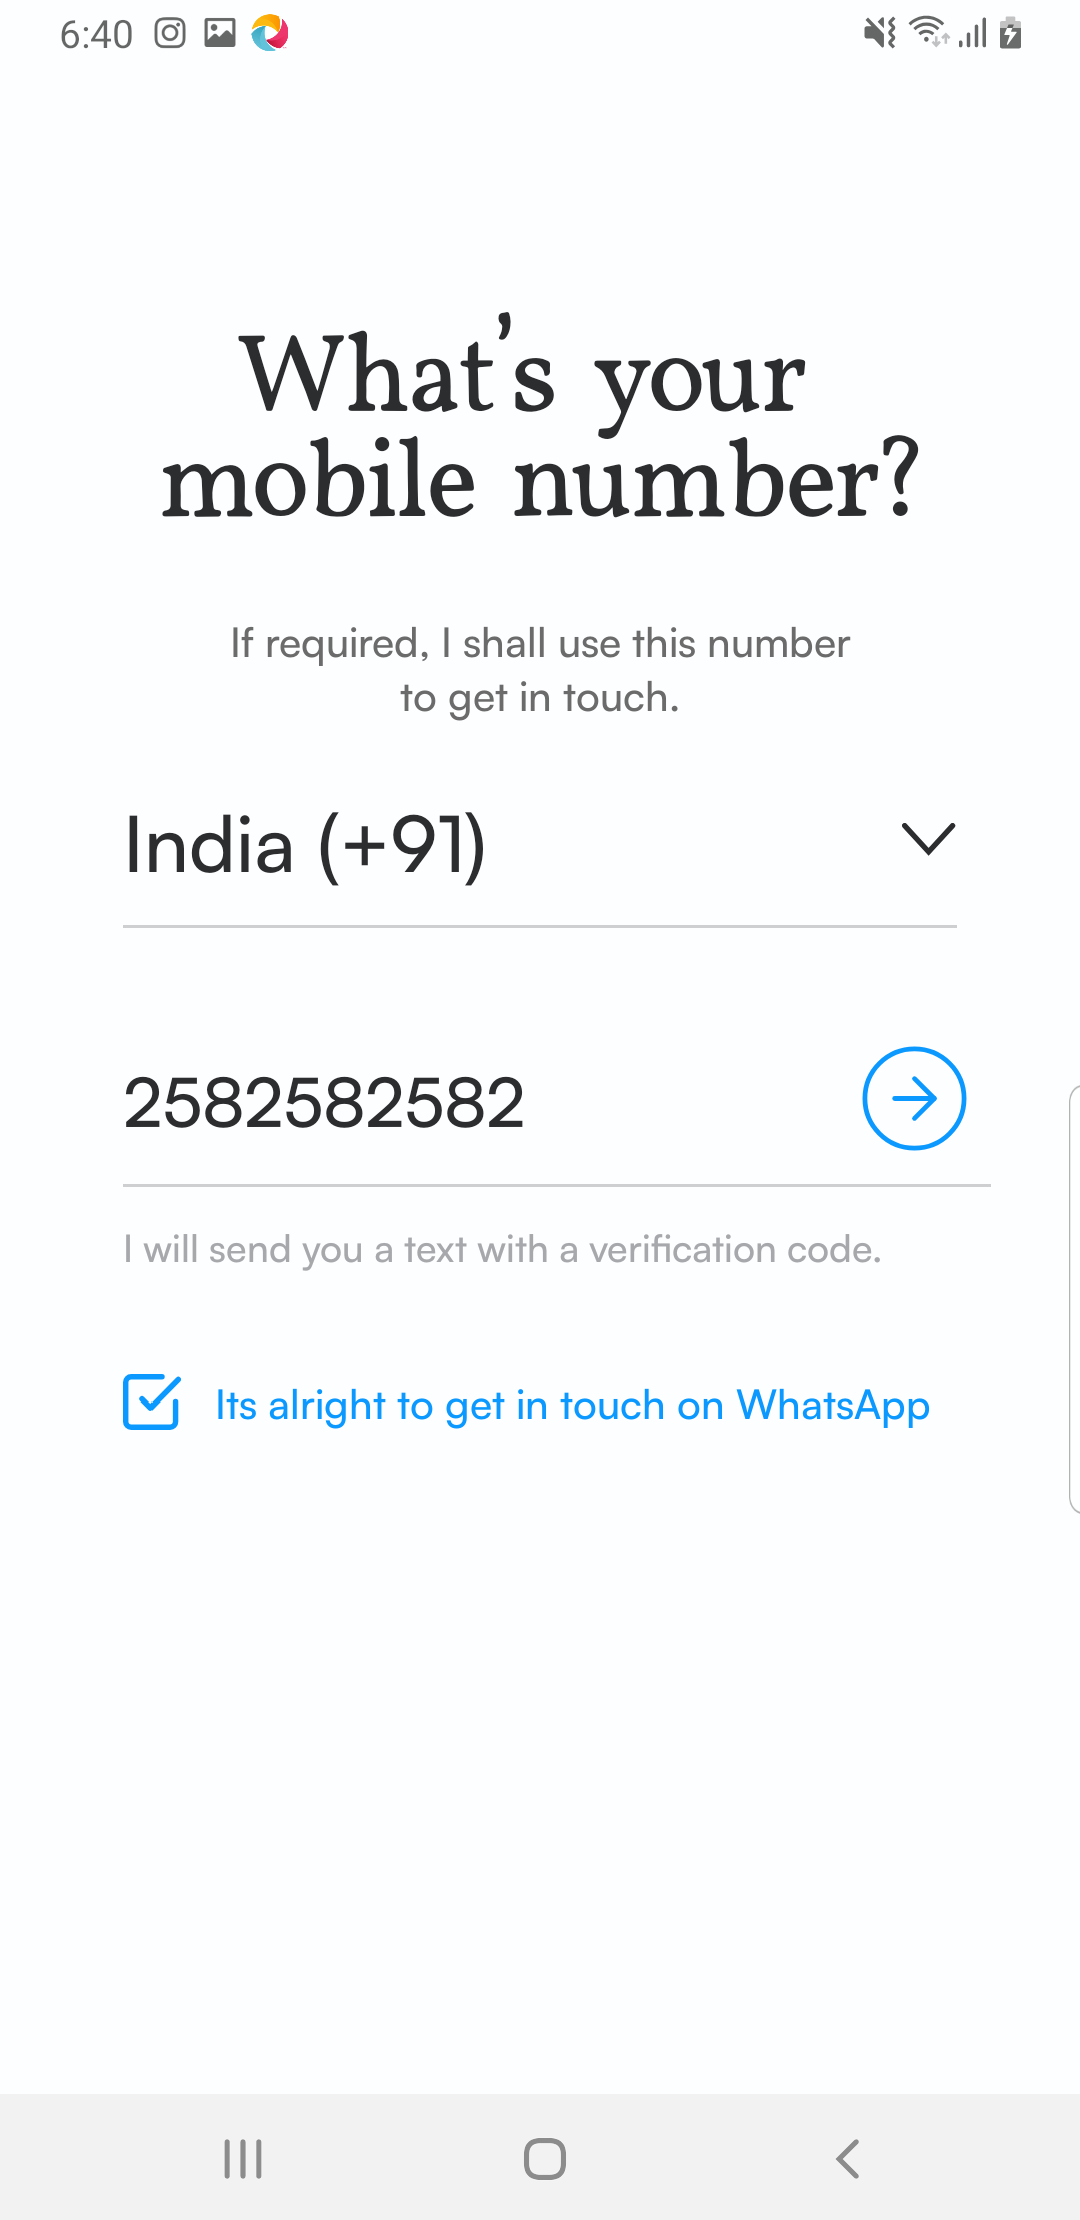 6:40
What's your
mobile number?
If required, I shall use this number
to get in touch.
India (+91)
2582582582
I will send you a text with a verification code.
Its alright to get in touch on WhatsApp